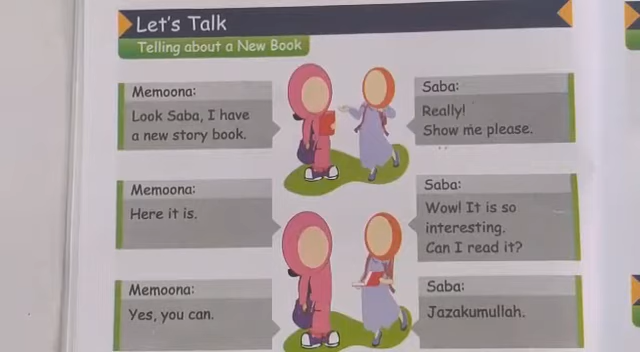 Let's Talk
Telling about a New Book
Memoona:
Look Saba, I have
a new story book.
Saba:
Really!
Show me please.
Memoona:
Here it is.
Saba:
Wow! It is so
interesting.
Can I read it?
Memoona:
Yes, you can.
Saba:
Jazakumullah.